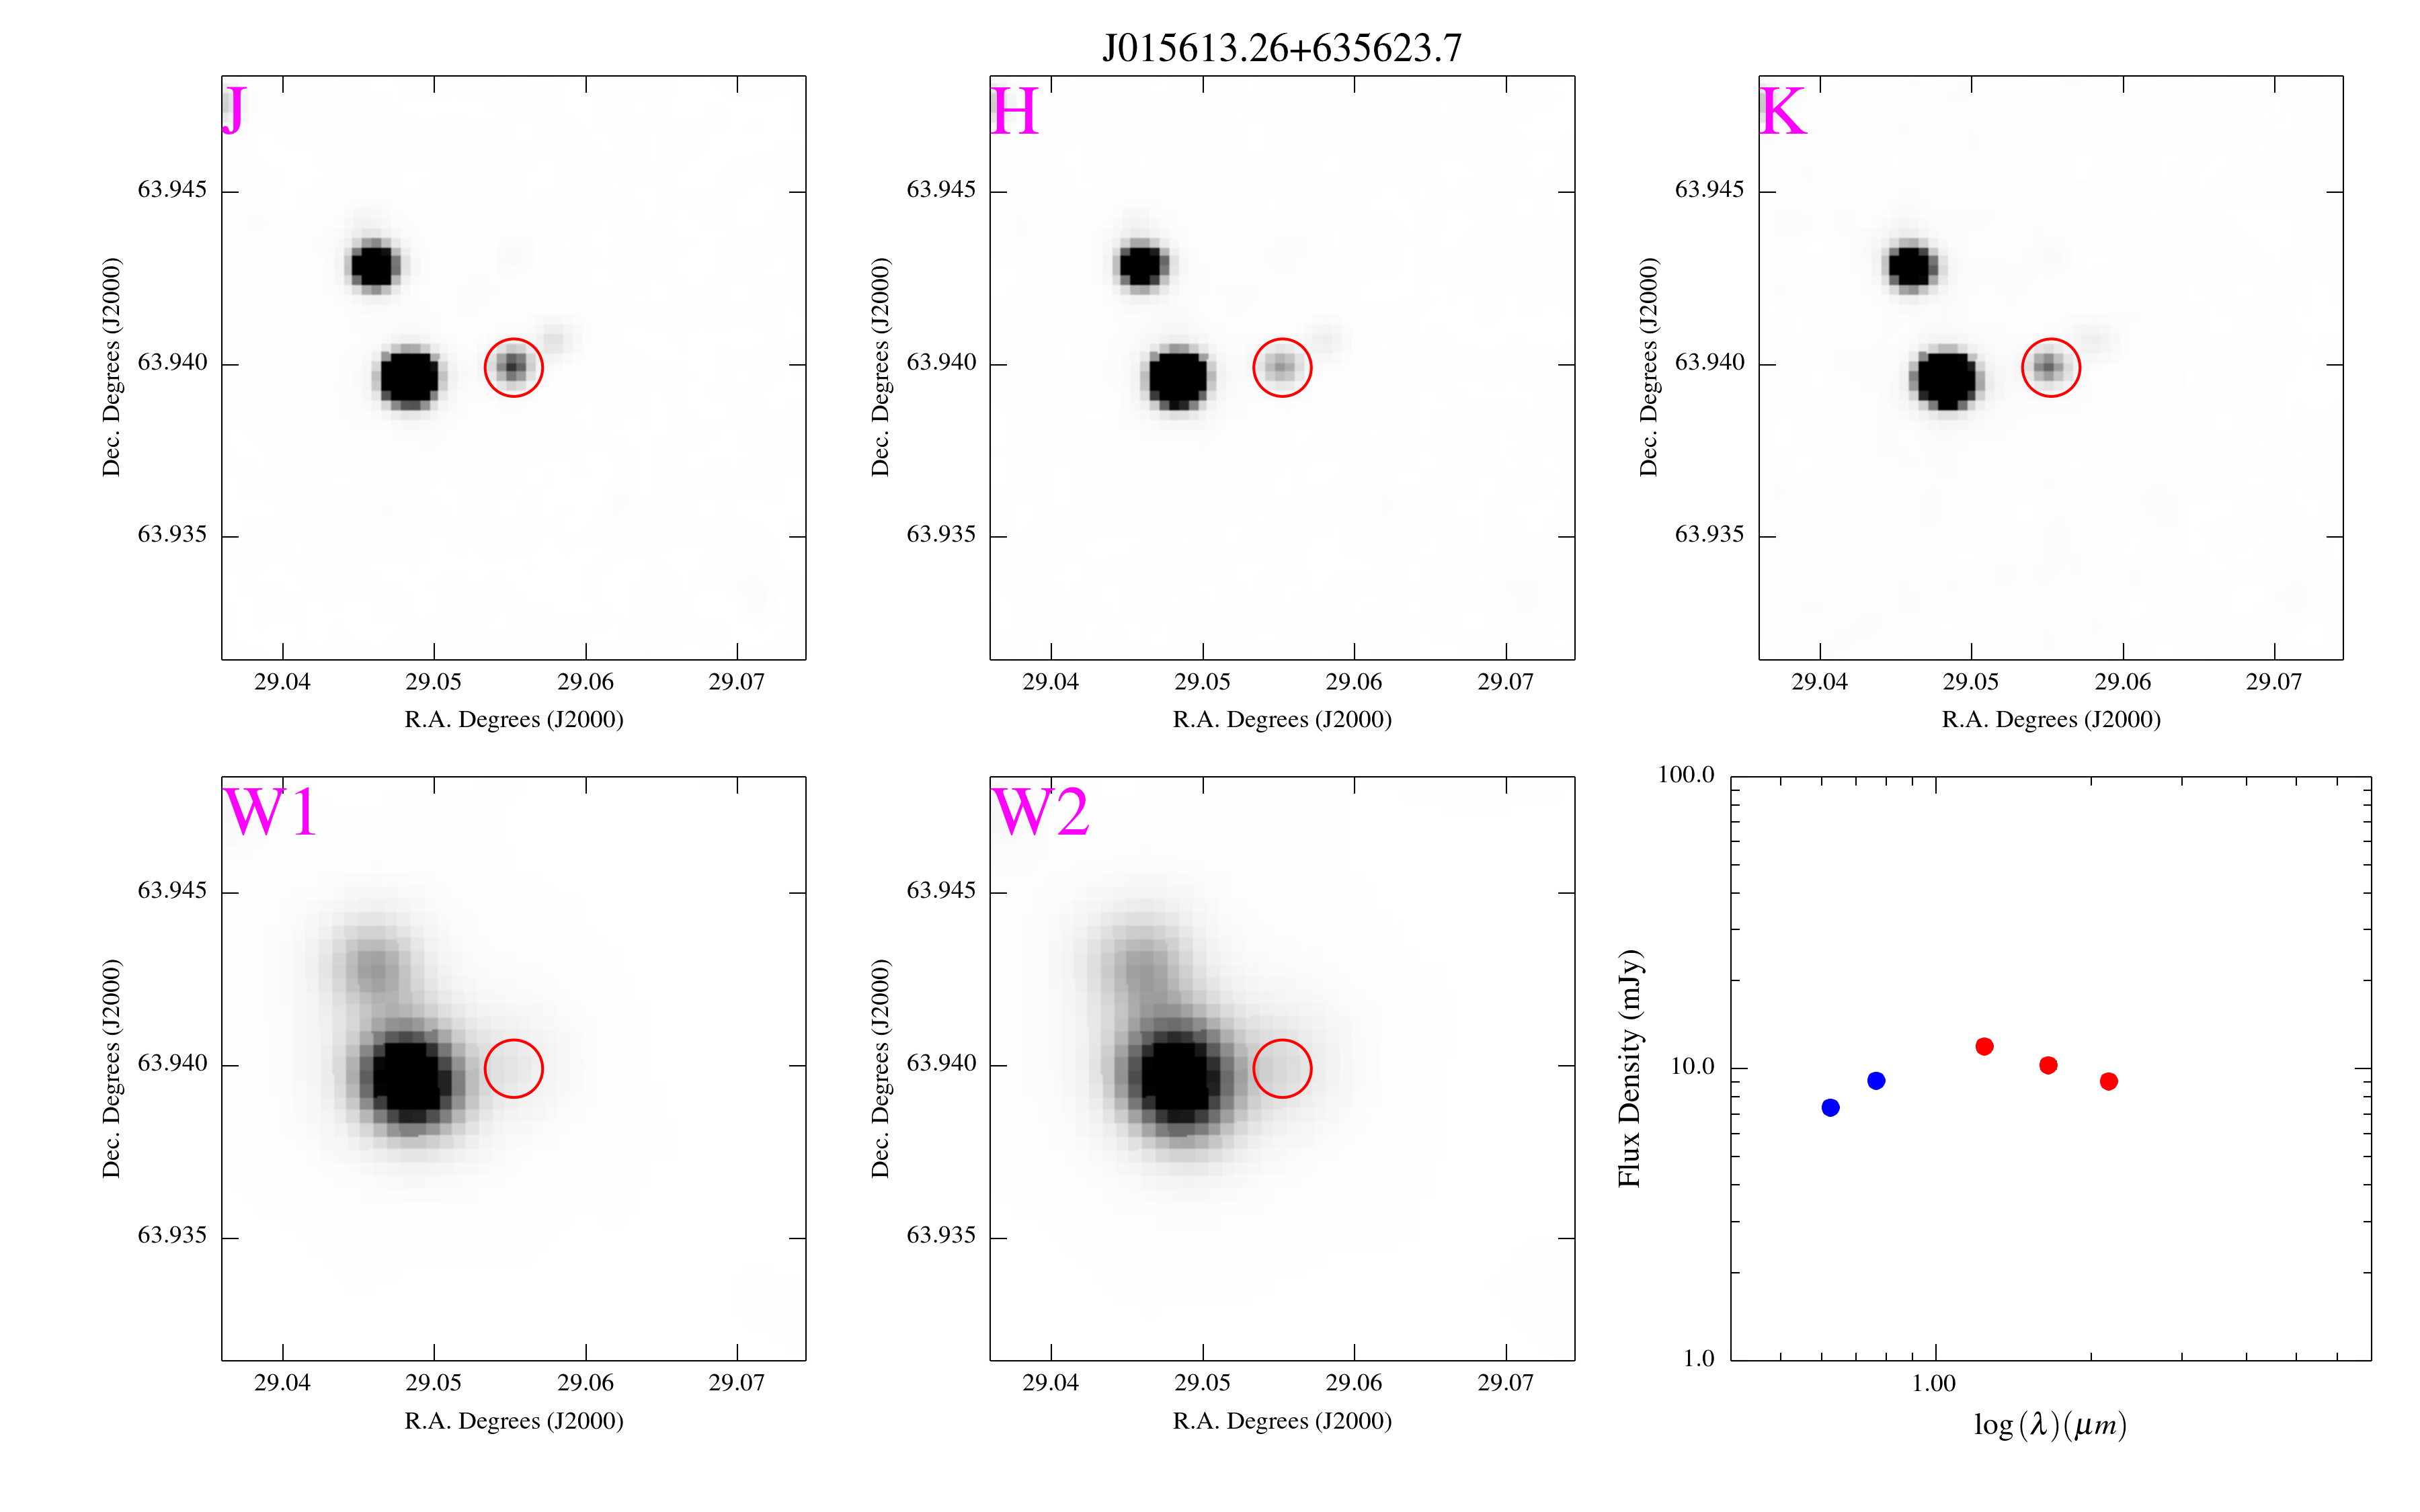 J015613.26+635623.7
J
63.945
63.940
63.935
Dec. Degrees (J2000)
29.04 29.05 29.06 29.07
R.A. Degrees (J2000)
H
63.945
63.940
63.935
Dec. Degrees (J2000)
29.04 29.05 29.06 29.07
R.A. Degrees (J2000)
K
63.945
63.940
63.935
Dec. Degrees (J2000)
29.04 29.05 29.06 29.07
R.A. Degrees (J2000)
W1
63.945
63.940
63.935
Dec. Degrees (J2000)
29.04 29.05 29.06 29.07
R.A. Degrees (J2000)
W2
63.945
63.940
63.935
Dec. Degrees (J2000)
29.04 29.05 29.06 29.07
R.A. Degrees (J2000)
100.0
10.0
1.0
Flux Density (mJy)
1.00
log(λ)(μm)